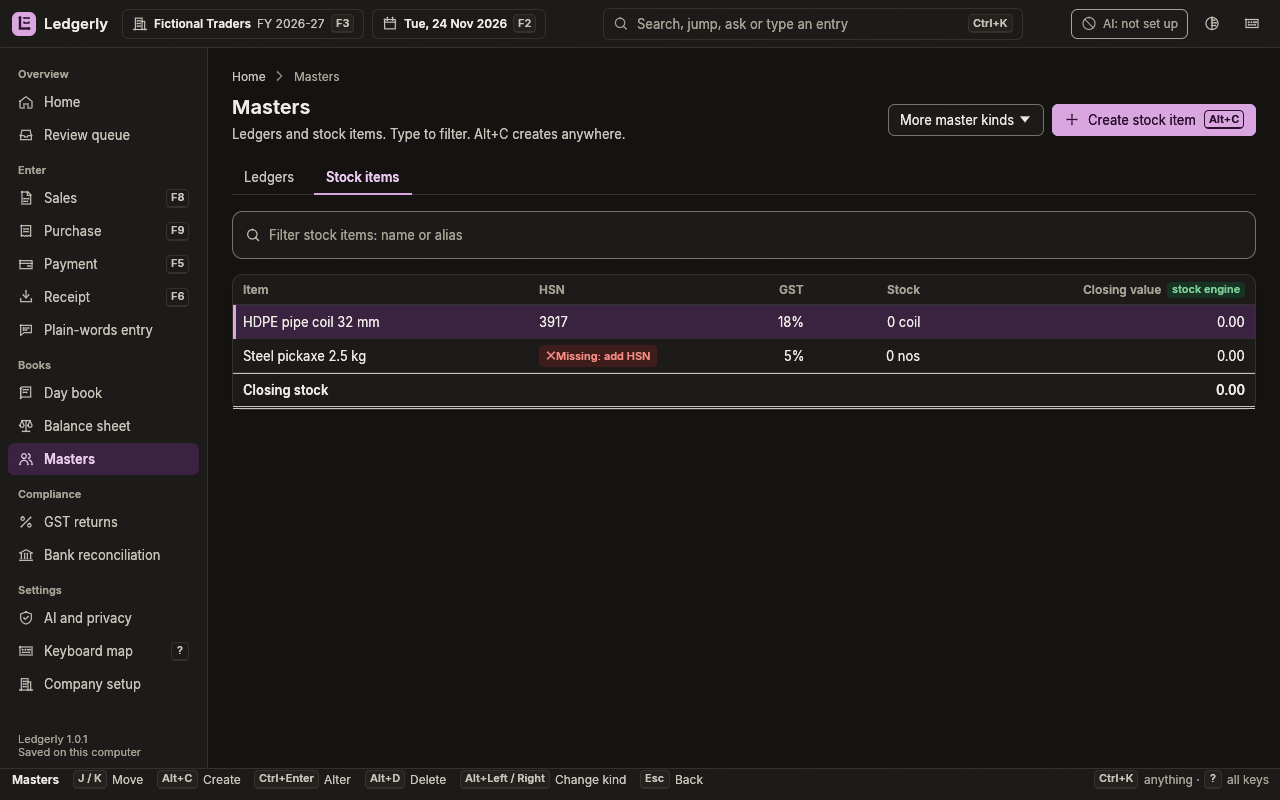 Ledgerly
Fictional Traders FY 2026-27 F3
Tue, 24 Nov 2026 F2
Search, jump, ask or type an entry Ctrl+K
AI: not set up
Overview
Home
Review queue
Enter
Sales F8
Purchase F9
Payment F5
Receipt F6
Plain-words entry
Books
Day book
Balance sheet
Masters
Compliance
GST returns
Bank reconciliation
Settings
AI and privacy
Keyboard map ?
Company setup
Ledgerly 1.0.1
Saved on this computer
Home Masters
Masters
Ledgers and stock items. Type to filter. Alt+C creates anywhere.
More master kinds
Create stock item Alt+C
Ledgers Stock items
Filter stock items: name or alias
Item HSN GST Stock Closing value stock engine
HDPE pipe coil 32 mm 3917 18% 0 coil 0.00
Steel pickaxe 2.5 kg Missing: add HSN 5% 0 nos 0.00
Closing stock 0.00
Masters J / K Move Alt+C Create Ctrl+Enter Alter Alt+D Delete Alt+Left / Right Change kind Esc Back Ctrl+K anything · ? all keys